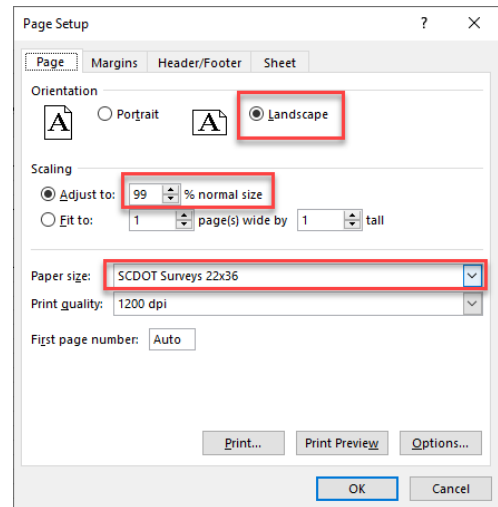 Page Setup ? ×
Page Margins Header/Footer Sheet
Orientation
A Portrait A Landscape
Scaling
Adjust to: 99 % normal size
Fit to: 1 page(s) wide by 1 tall
Paper size: SCDOT Surveys 22x36
Print quality: 1200 dpi
First page number: Auto
Print... Print Preview Options...
OK Cancel